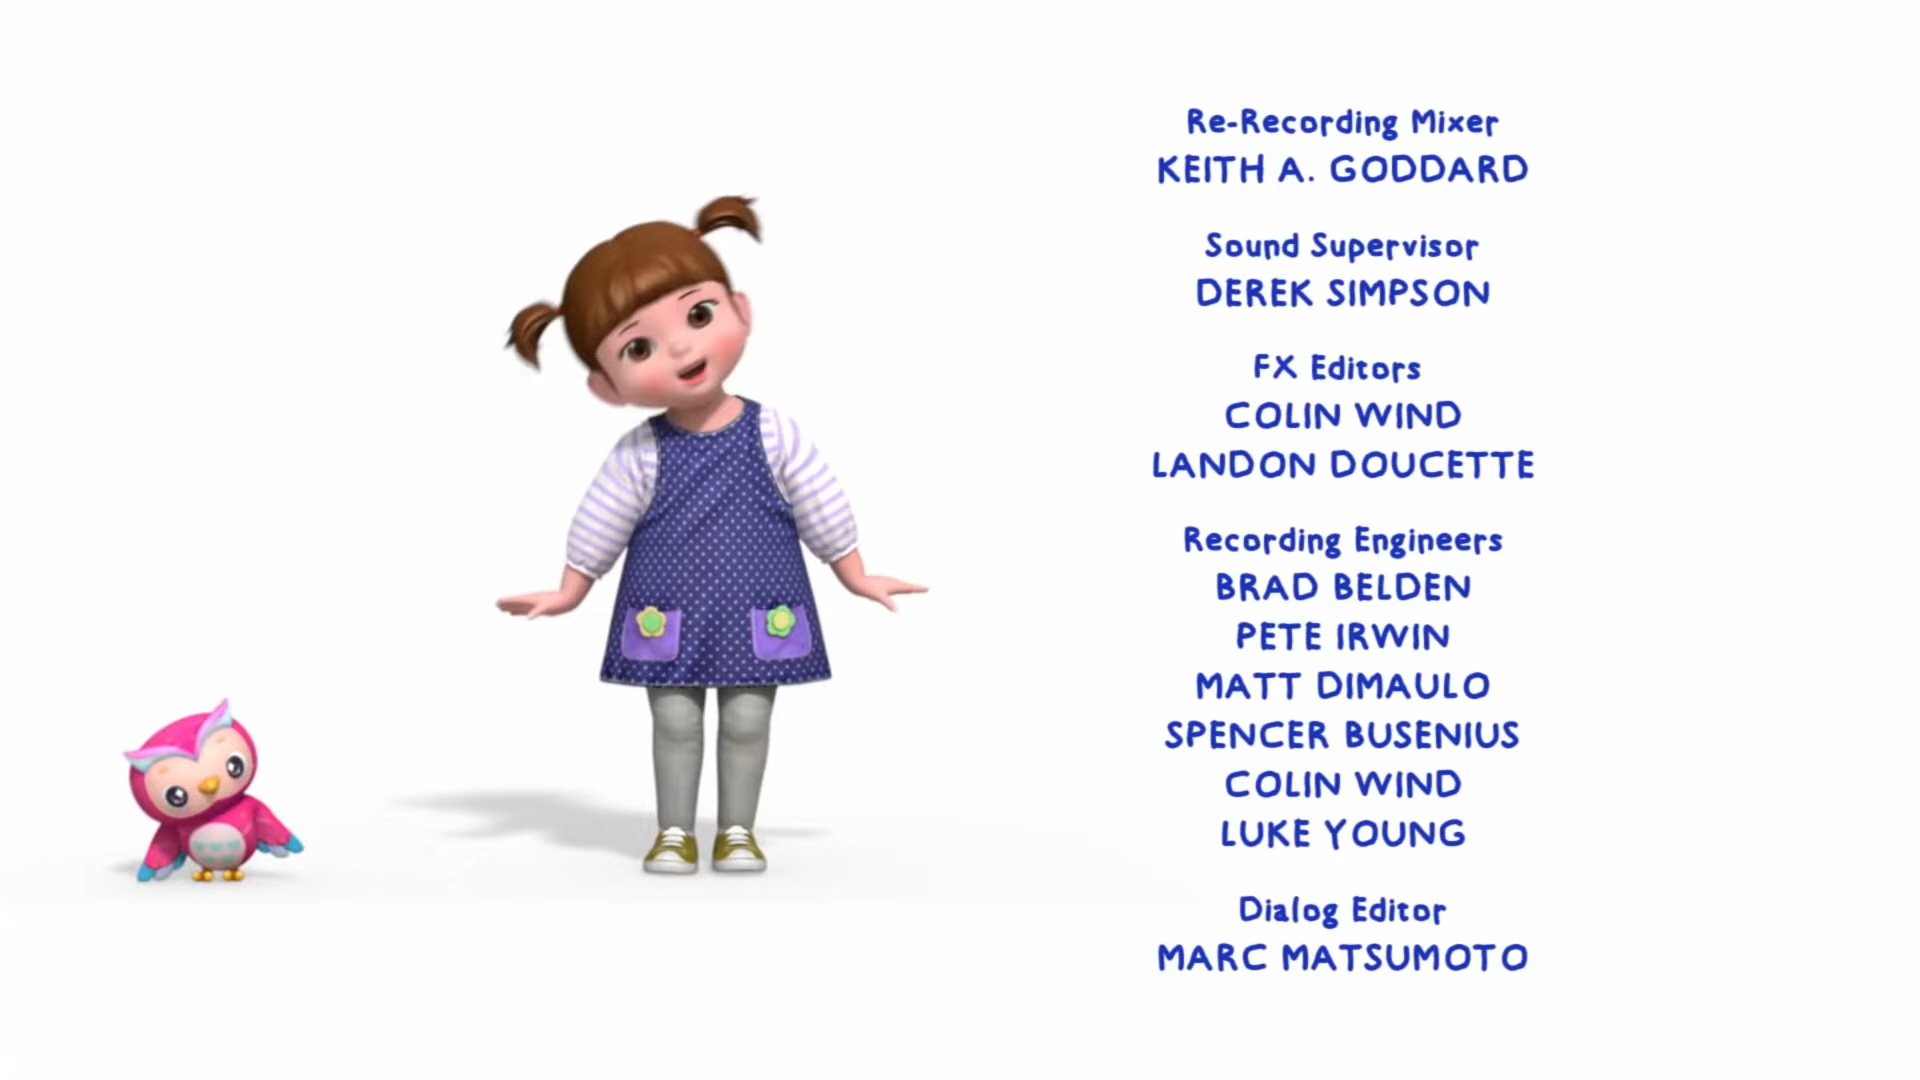 Re-Recording Mixer
KEITH A. GODDARD
Sound Supervisor
DEREK SIMPSON
FX Editors
COLIN WIND
LANDON DOUCETTE
Recording Engineers
BRAD BELDEN
PETE IRWIN
MATT DIMAULO
SPENCER BUSENIUS
COLIN WIND
LUKE YOUNG
Dialog Editor
MARC MATSUMOTO